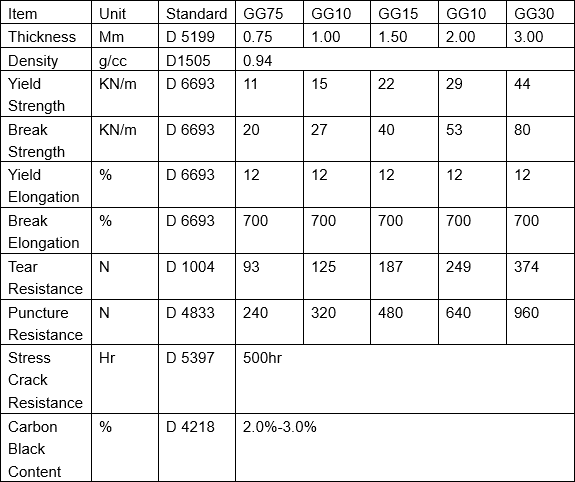 Item Unit Standard GG75 GG10 GG15 GG10 GG30
Thickness Mm D 5199 0.75 1.00 1.50 2.00 3.00
Density g/cc D1505 0.94
Yield KN/m D 6693 11 15 22 29 44
Strength
Break KN/m D 6693 20 27 40 53 80
Strength
Yield % D 6693 12 12 12 12 12
Elongation
Break % D 6693 700 700 700 700 700
Elongation
Tear N D 1004 93 125 187 249 374
Resistance
Puncture N D 4833 240 320 480 640 960
Resistance
Stress Hr D 5397 500hr
Crack
Resistance
Carbon % D 4218 2.0%-3.0%
Black
Content